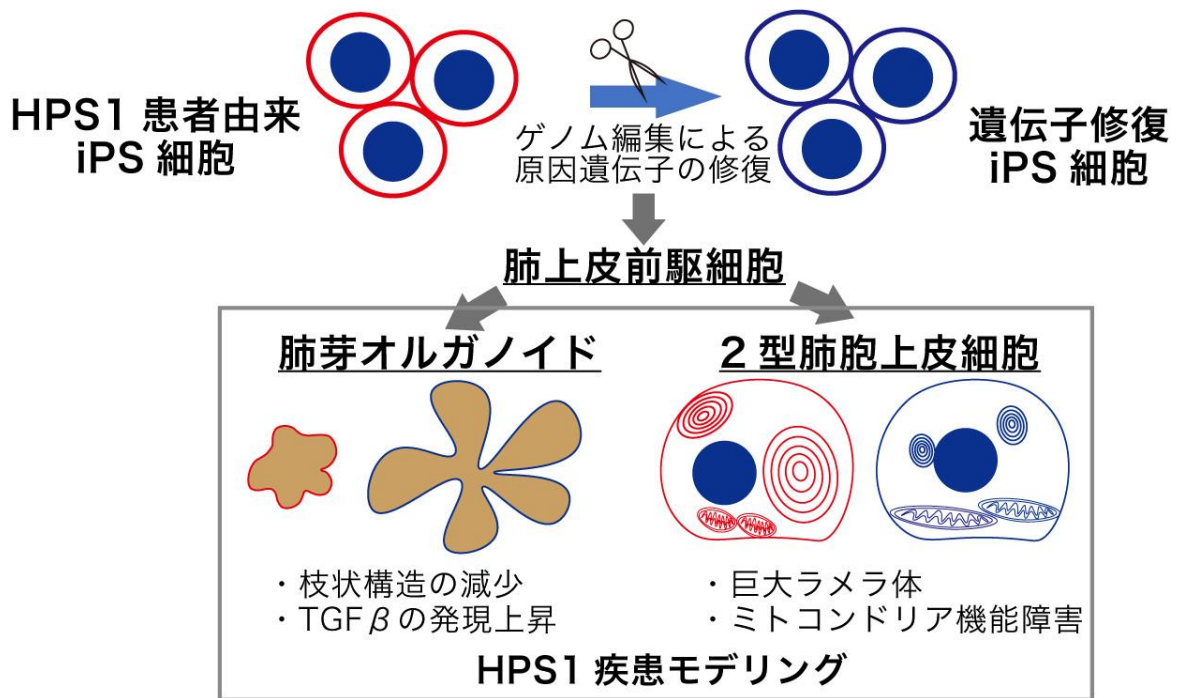 HPS1 患者由来
iPS 細胞
ゲノム編集による
原因遺伝子の修復
遺伝子修復
iPS 細胞
肺上皮前駆細胞
肺芽オルガノイド
2 型肺胞上皮細胞
・枝状構造の減少
・TGFβの発現上昇
・巨大ラメラ体
・ミトコンドリア機能障害
HPS1 疾患モデリング